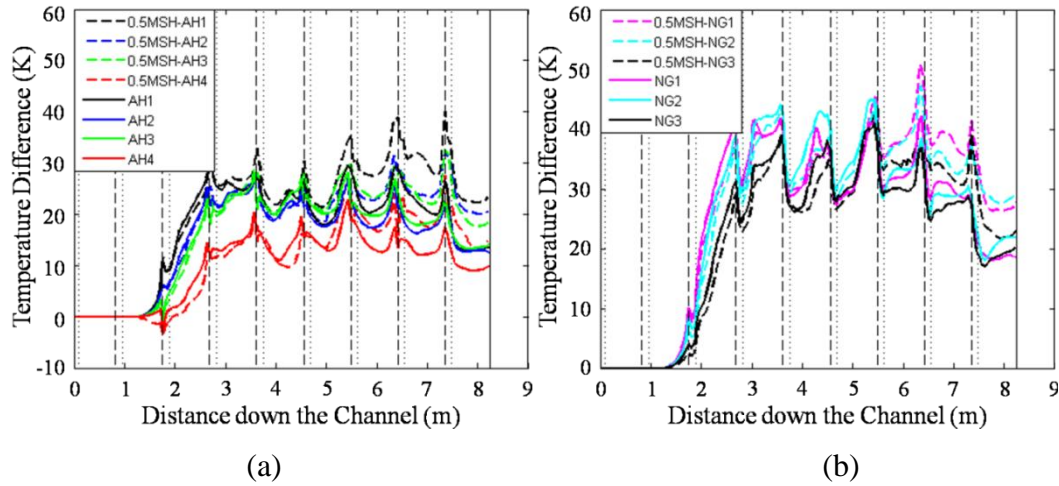 Temperature Difference (K)
60
50
40
30
20
10
0
-10
0.5MSH-AH1
0.5MSH-AH2
0.5MSH-AH3
0.5MSH-AH4
AH1
AH2
AH3
AH4
0 1 2 3 4 5 6 7 8 9
Distance down the Channel (m)
(a)
Temperature Difference (K)
60
50
40
30
20
10
0
0.5MSH-NG1
0.5MSH-NG2
0.5MSH-NG3
NG1
NG2
NG3
0 1 2 3 4 5 6 7 8 9
Distance down the Channel (m)
(b)